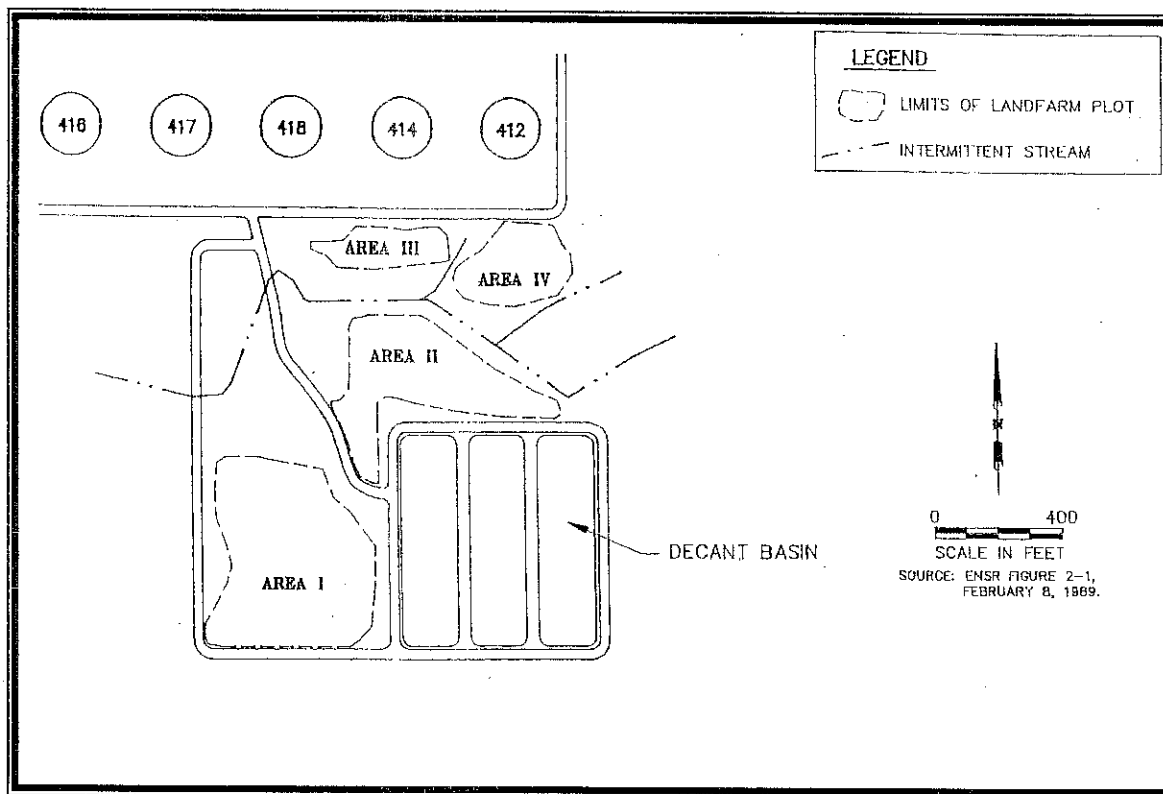 LEGEND
LIMITS OF LANDFARM PLOT
INTERMITTENT STREAM
416 417 418 414 412
AREA III
AREA IV
AREA II
AREA I
DECANT BASIN
N
0 400
SCALE IN FEET
SOURCE: ENSR FIGURE 2-1,
FEBRUARY 8, 1989.